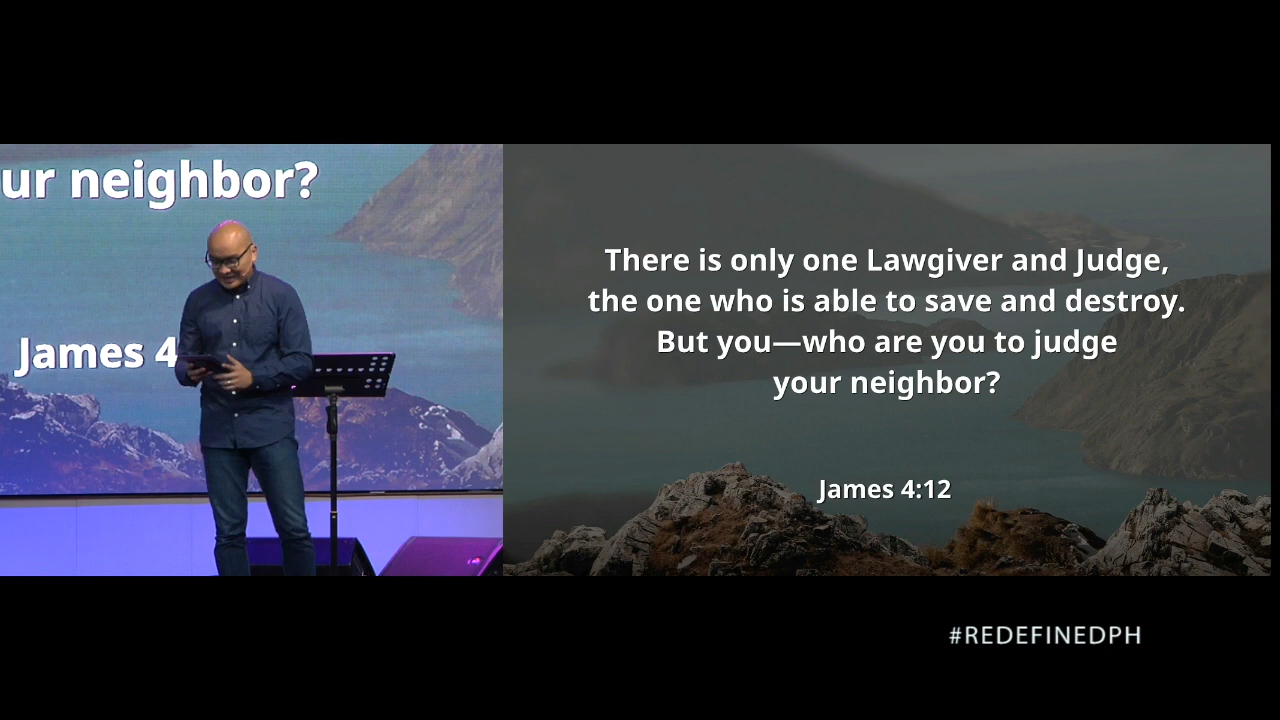 ur neighbor?
James 4
There is only one Lawgiver and Judge,
the one who is able to save and destroy.
But you—who are you to judge
your neighbor?
James 4:12
#REDEFINEDPH